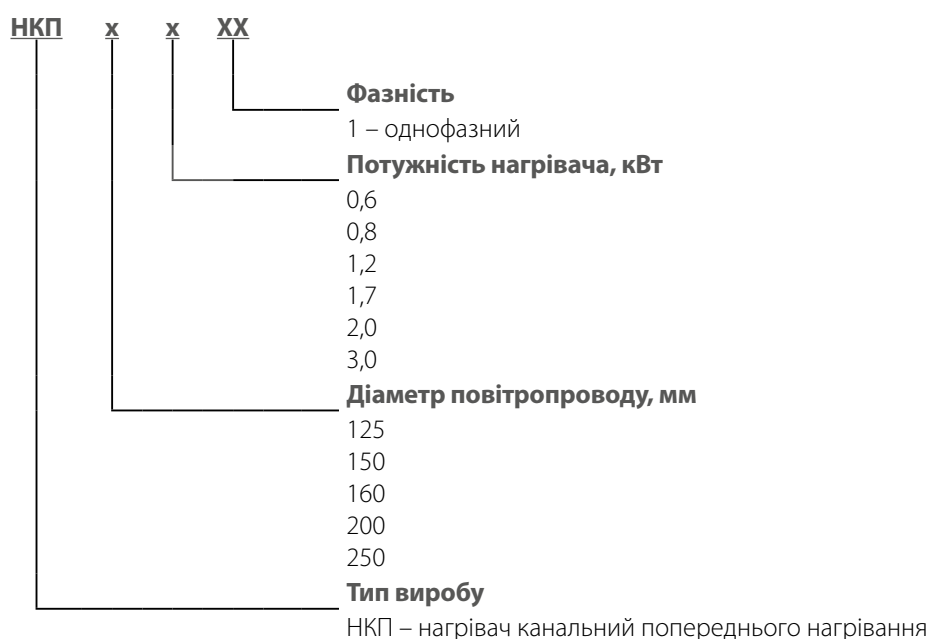 НКП х х ХХ
Фазність
1 – однофазний
Потужність нагрівача, кВт
0,6
0,8
1,2
1,7
2,0
3,0
Діаметр повітропроводу, мм
125
150
160
200
250
Тип виробу
НКП – нагрівач канальний попереднього нагрівання